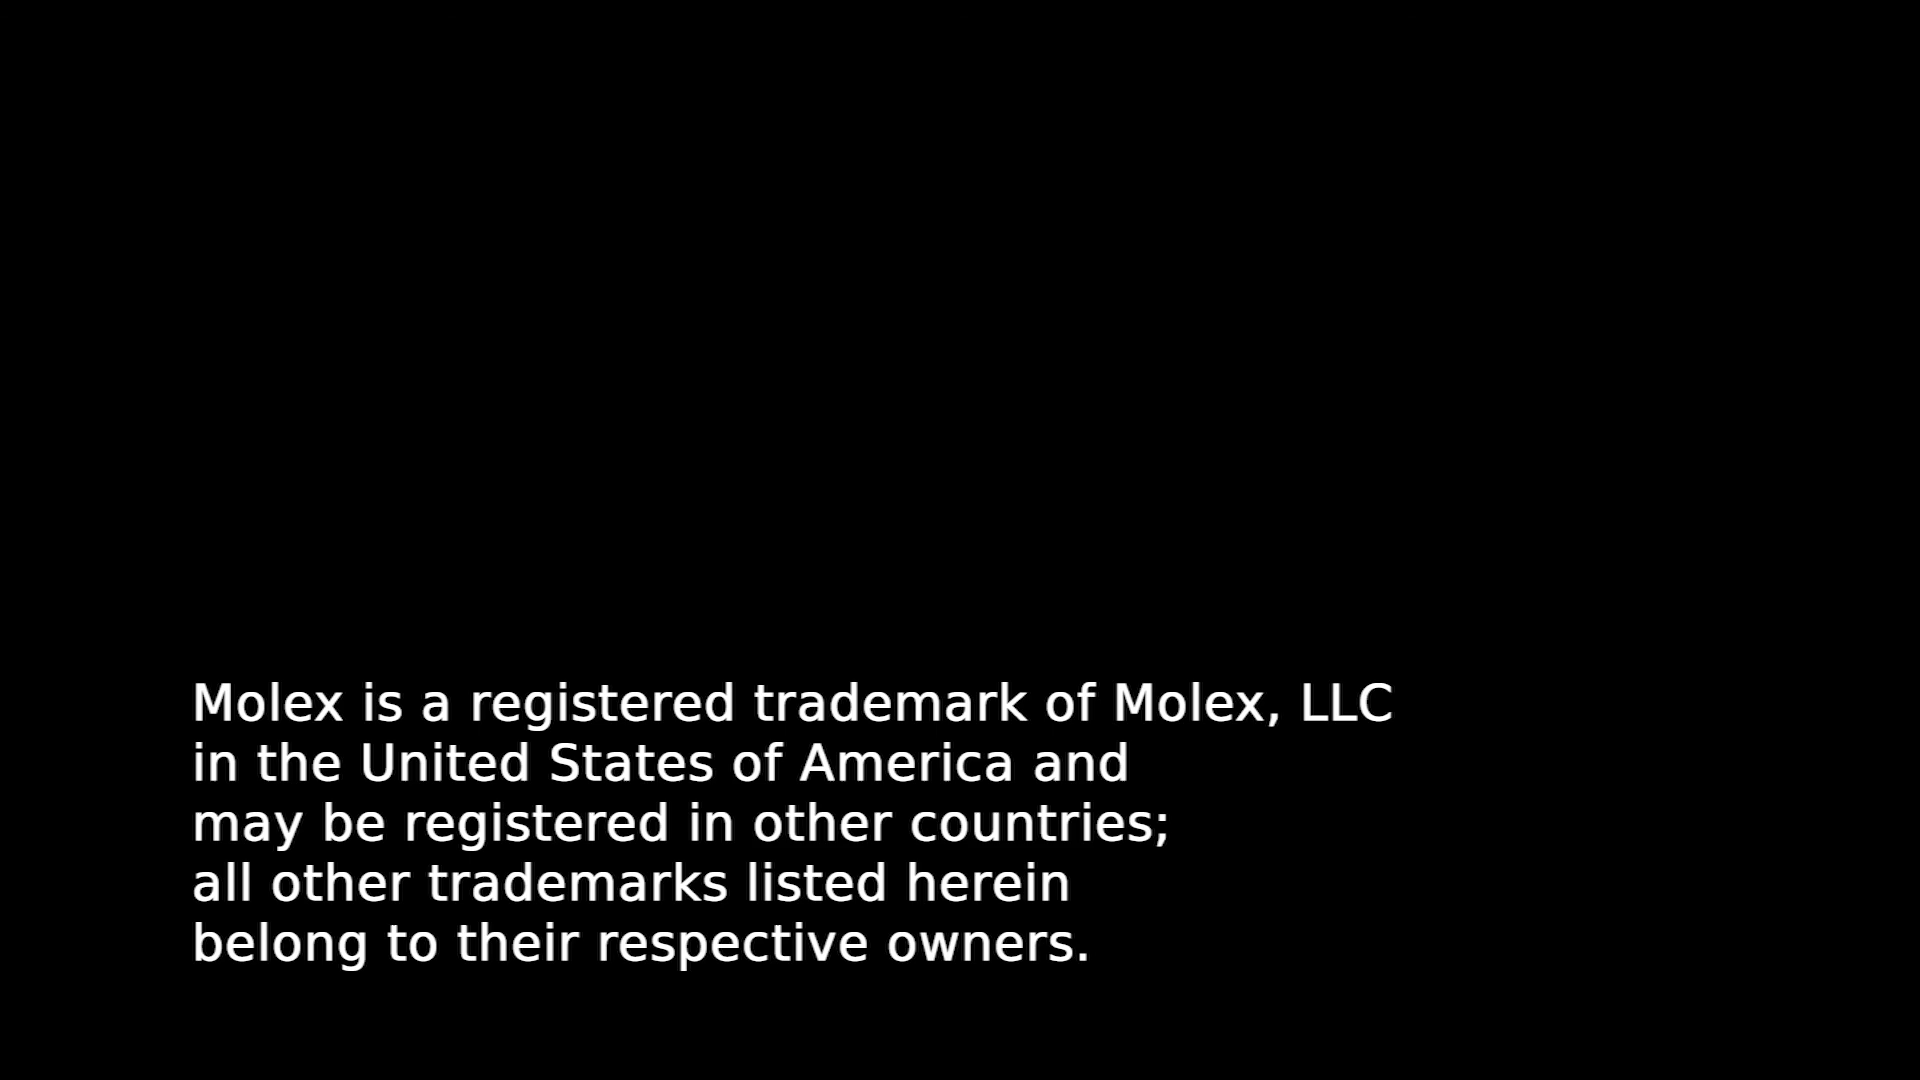 Molex is a registered trademark of Molex, LLC
in the United States of America and
may be registered in other countries;
all other trademarks listed herein
belong to their respective owners.